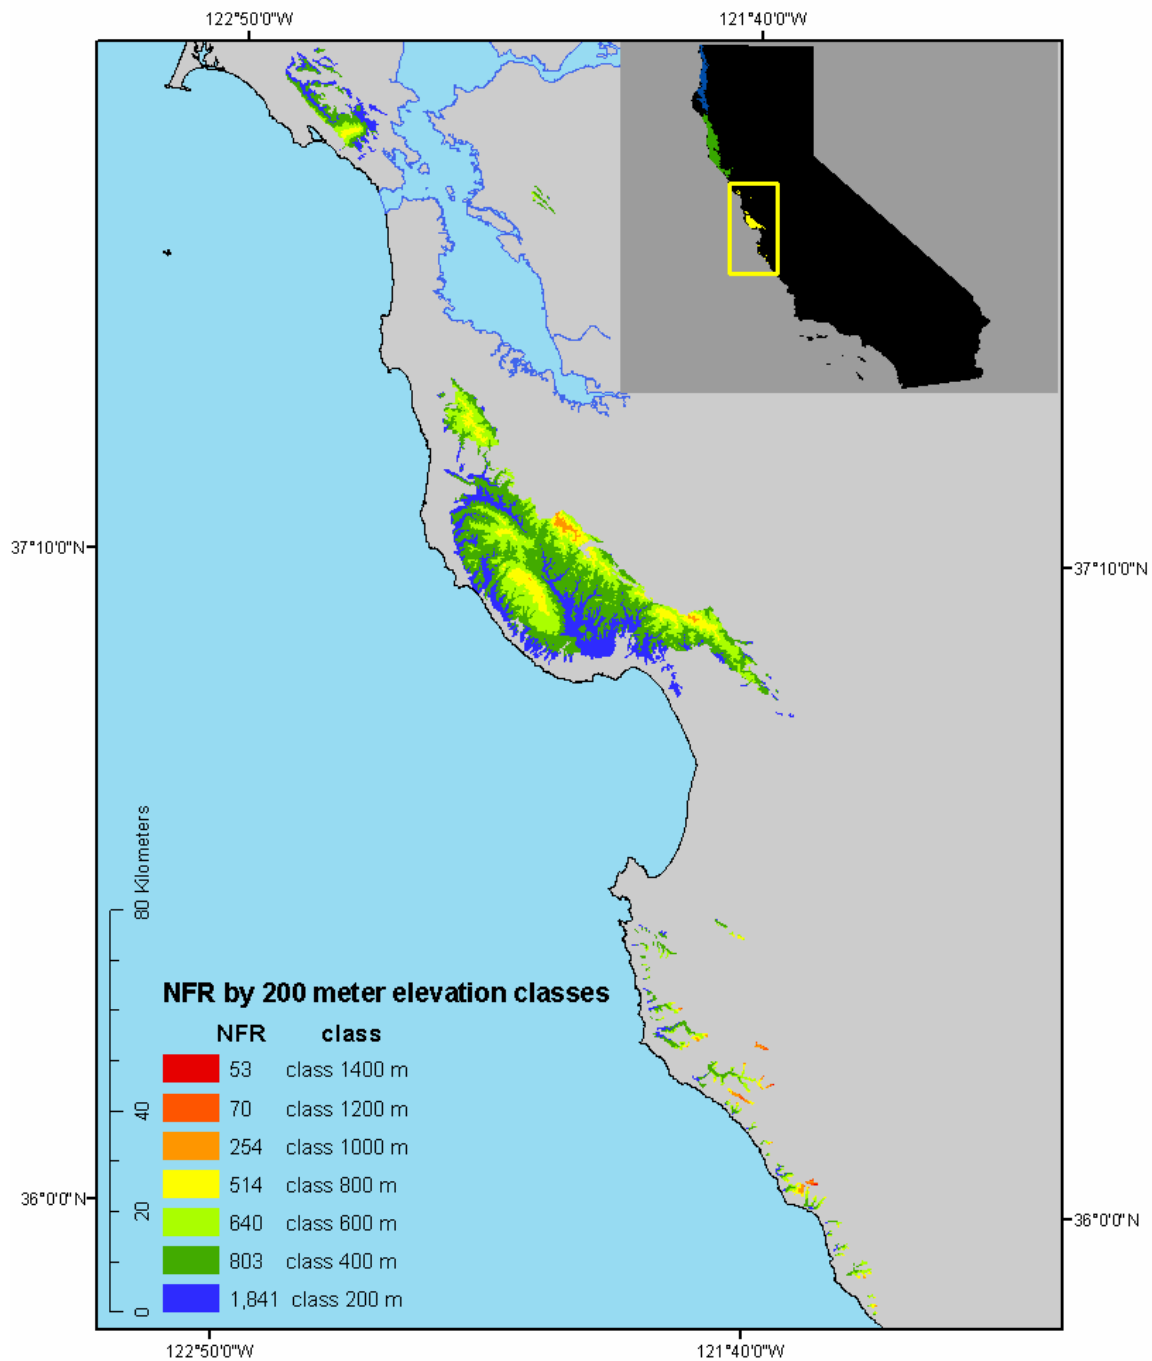 122°50'0"W 121°40'0"W
37°10'0"N
37°10'0"N
80 Kilometers
40
20
0
NFR by 200 meter elevation classes
NFR class
53 class 1400 m
70 class 1200 m
254 class 1000 m
514 class 800 m
640 class 600 m
803 class 400 m
1,841 class 200 m
36°0'0"N
36°0'0"N
122°50'0"W 121°40'0"W